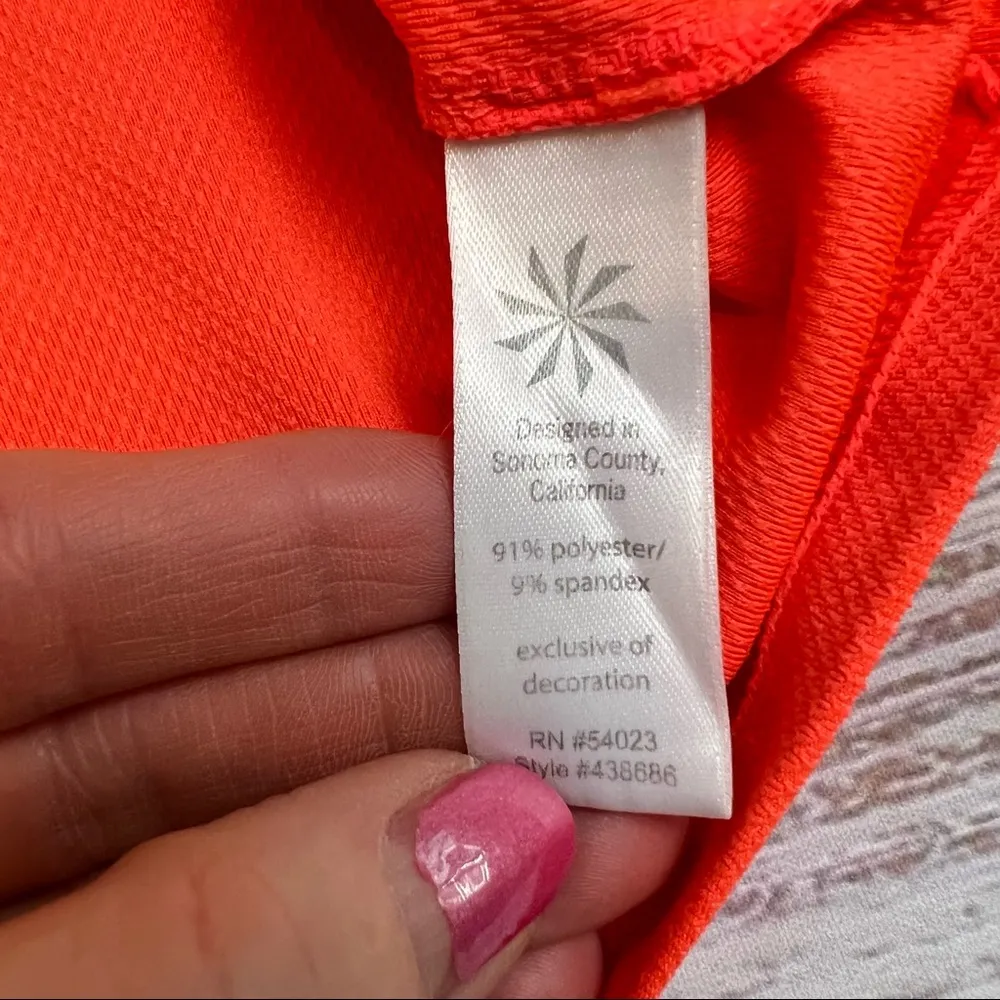 Designed in
Sonoma County,
California
91% polyester/
9% spandex
exclusive of
decoration
RN #54023
Style #438686